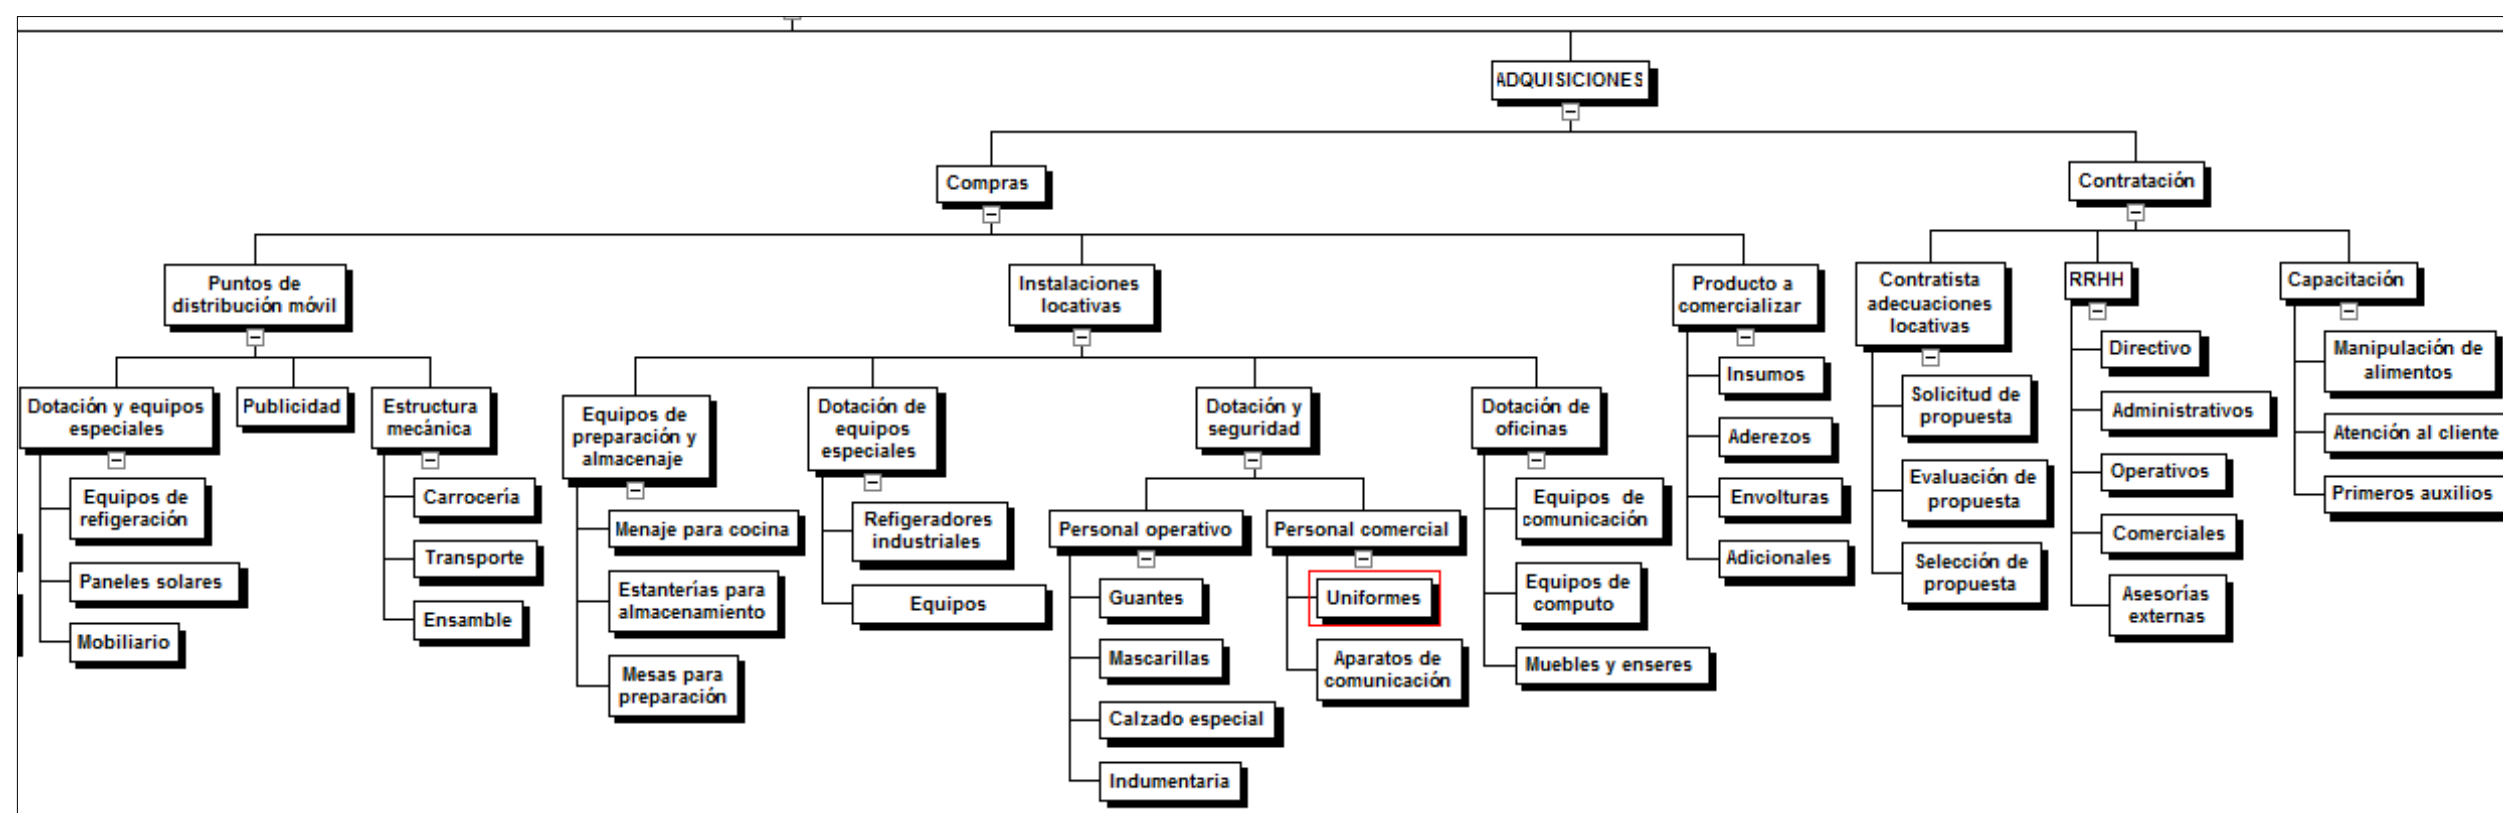 ADQUISICIONES
Compras
Contratación
Puntos de
distribución móvil
Instalaciones
locativas
Producto a
comercializar
Contratista
adecuaciones
locativas
RRHH
Capacitación
Dotación y equipos
especiales
Publicidad
Estructura
mecánica
Equipos de
preparación y
almacenaje
Dotación de
equipos
especiales
Dotación y
seguridad
Dotación de
oficinas
Equipos de
refigeración
Paneles solares
Mobiliario
Carrocería
Transporte
Ensamble
Menaje para cocina
Estanterías para
almacenamiento
Mesas para
preparación
Refigeradores
industriales
Equipos
Personal operativo
Guantes
Mascarillas
Calzado especial
Indumentaria
Personal comercial
Uniformes
Aparatos de
comunicación
Equipos de
comunicación
Equipos de
computo
Muebles y enseres
Insumos
Aderezos
Envolturas
Adicionales
Solicitud de
propuesta
Evaluación de
propuesta
Selección de
propuesta
Directivo
Administrativos
Operativos
Comerciales
Asesorías
externas
Manipulación de
alimentos
Atención al cliente
Primeros auxilios